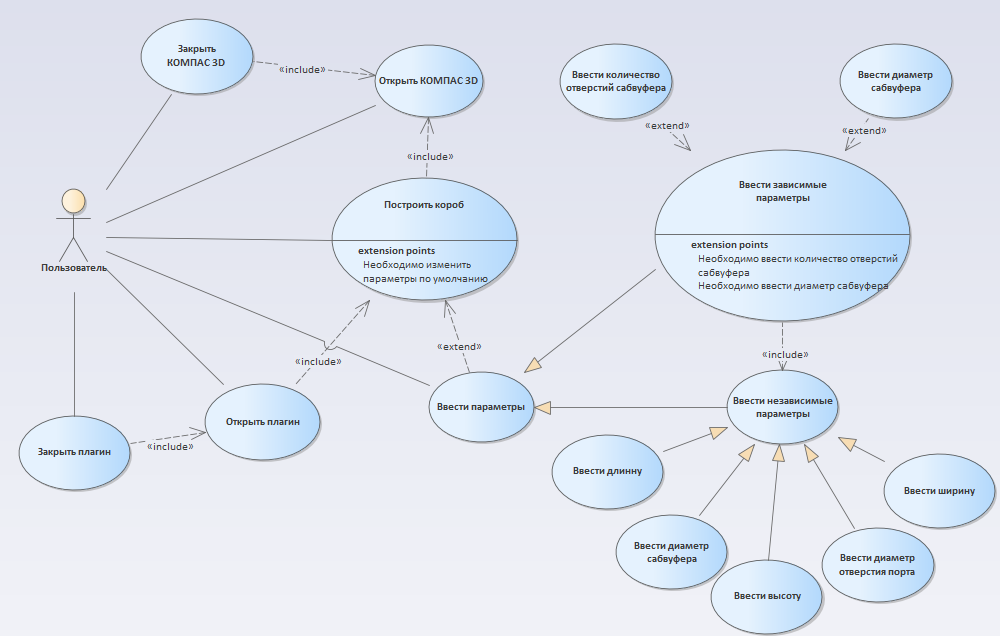 Закрыть
КОМПАС 3D
«include»
Открыть КОМПАС 3D
Ввести количество
отверстий сабвуфера
Ввести диаметр
сабвуфера
«extend»
«extend»
«include»
Построить короб
extension points
Необходимо изменить
параметры по умолчанию
Ввести зависимые
параметры
extension points
Необходимо ввести количество отверстий
сабвуфера
Необходимо ввести диаметр сабвуфера
Пользователь
«extend»
«include»
«include»
Ввести параметры
Ввести независимые
параметры
Открыть плагин
Закрыть плагин
«include»
Ввести длинну
Ввести ширину
Ввести диаметр
сабвуфера
Ввести диаметр
отверстия порта
Ввести высоту